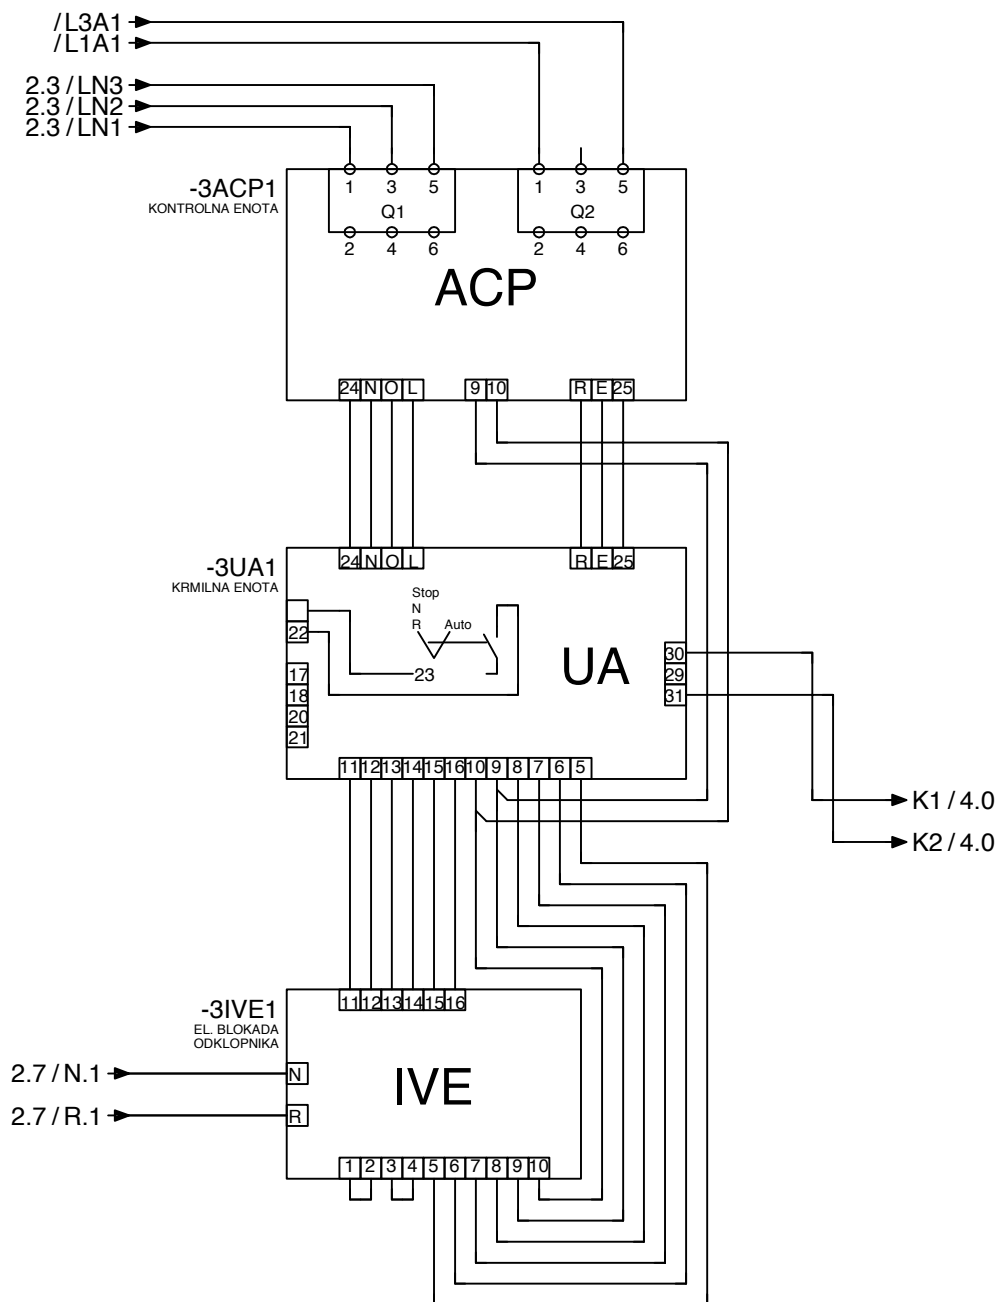 /L3A1
/L1A1
2.3/LN3
2.3/LN2
2.3/LN1
-3ACP1
KONTROLNA ENOTA
1 3 5
Q1
2 4 6
1 3 5
Q2
2 4 6
ACP
24 N O L
9 10
R E 25
-3UA1
KRMILNA ENOTA
24 N O L
R E 25
Stop
N
R Auto
22
23
UA
17
18
20
21
30
29
31
11 12 13 14 15 16 10 9 8 7 6 5
K1/4.0
K2/4.0
-3IVE1
EL. BLOKADA
ODKLOPNIKA
11 12 13 14 15 16
2.7/N.1
N
IVE
2.7/R.1
R
1 2 3 4 5 6 7 8 9 10